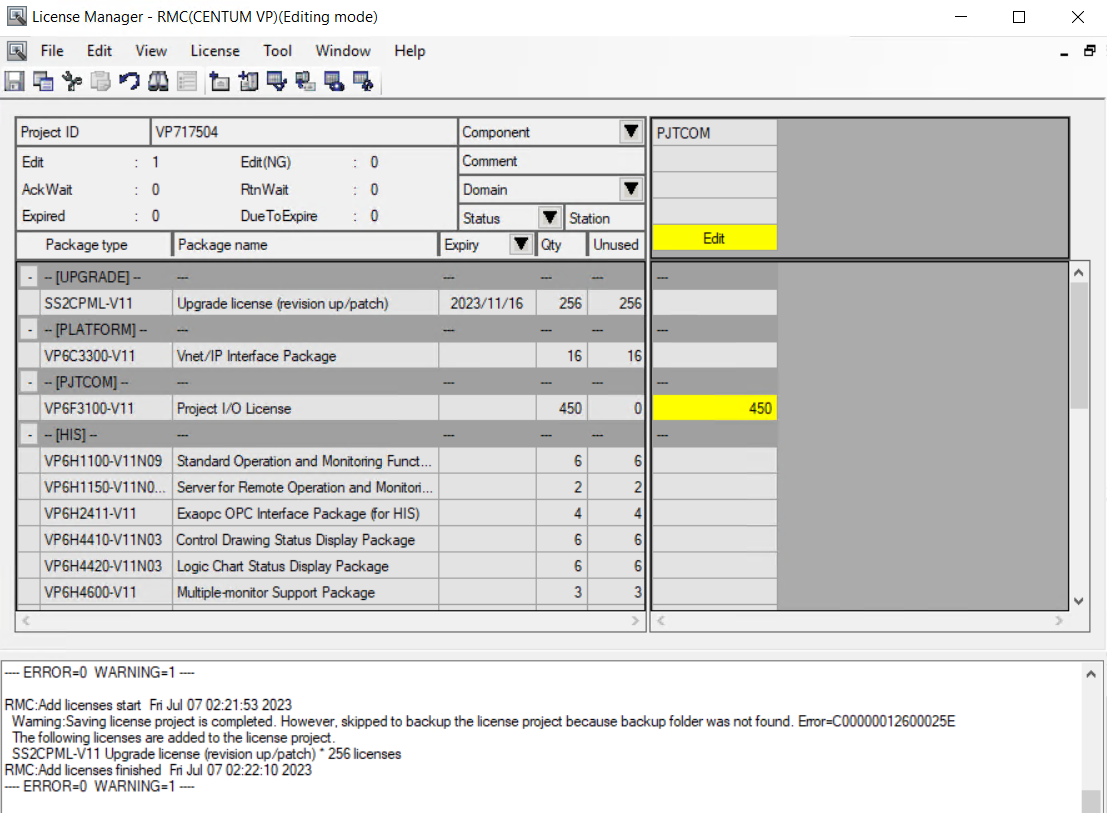 License Manager - RMC(CENTUM VP)(Editing mode)
File Edit View License Tool Window Help
Project ID VP717504 Component PJTCOM
Edit : 1 Edit(NG) : 0 Comment
AckWait : 0 RtnWait : 0 Domain
Expired : 0 DueToExpire : 0 Status Station
Package type Package name Expiry Qty Unused Edit
- -- [UPGRADE] -- --- --- --- --- ---
SS2CPML-V11 Upgrade license (revision up/patch) 2023/11/16 256 256
- -- [PLATFORM] -- --- --- --- --- ---
VP6C3300-V11 Vnet/IP Interface Package 16 16
- -- [PJTCOM] -- --- --- --- --- ---
VP6F3100-V11 Project I/O License 450 0 450
- -- [HIS] -- --- --- --- --- ---
VP6H1100-V11N09 Standard Operation and Monitoring Funct... 6 6
VP6H1150-V11N0... Server for Remote Operation and Monitori... 2 2
VP6H2411-V11 Exaopc OPC Interface Package (for HIS) 4 4
VP6H4410-V11N03 Control Drawing Status Display Package 6 6
VP6H4420-V11N03 Logic Chart Status Display Package 6 6
VP6H4600-V11 Multiple-monitor Support Package 3 3
---- ERROR=0 WARNING=1 ----
RMC:Add licenses start Fri Jul 07 02:21:53 2023
Warning:Saving license project is completed. However, skipped to backup the license project because backup folder was not found. Error=C00000012600025E
The following licenses are added to the license project.
SS2CPML-V11 Upgrade license (revision up/patch) * 256 licenses
RMC:Add licenses finished Fri Jul 07 02:22:10 2023
---- ERROR=0 WARNING=1 ----